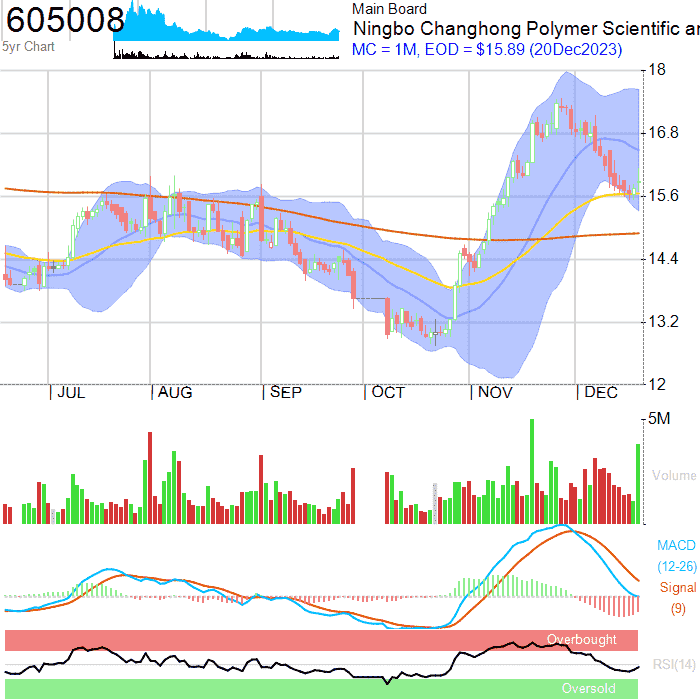 605008
5yr Chart
Main Board
Ningbo Changhong Polymer Scientific ar
MC = 1M, EOD = $15.89 (20Dec2023)
18
16.8
15.6
14.4
13.2
12
JUL AUG SEP OCT NOV DEC
5M
Volume
MACD
(12-26)
Signal
(9)
Overbought
RSI(14)
Oversold